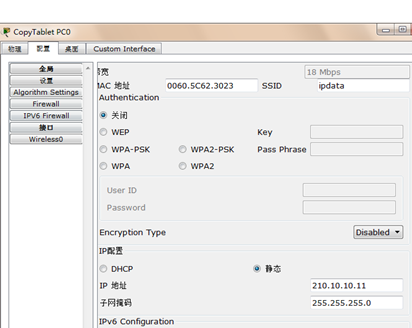 CopyTablet PC0
物理 配置 桌面 Custom Interface
全局
设置
Algorithm Settings
Firewall
IPV6 Firewall
接口
Wireless0
18 Mbps
MAC 地址 0060.5C62.3023 SSID ipdata
Authentication
关闭
WEP Key
WPA-PSK WPA2-PSK Pass Phrase
WPA WPA2
User ID
Password
Encryption Type Disabled
IP配置
DHCP 静态
IP 地址 210.10.10.11
子网掩码 255.255.255.0
IPv6 Configuration